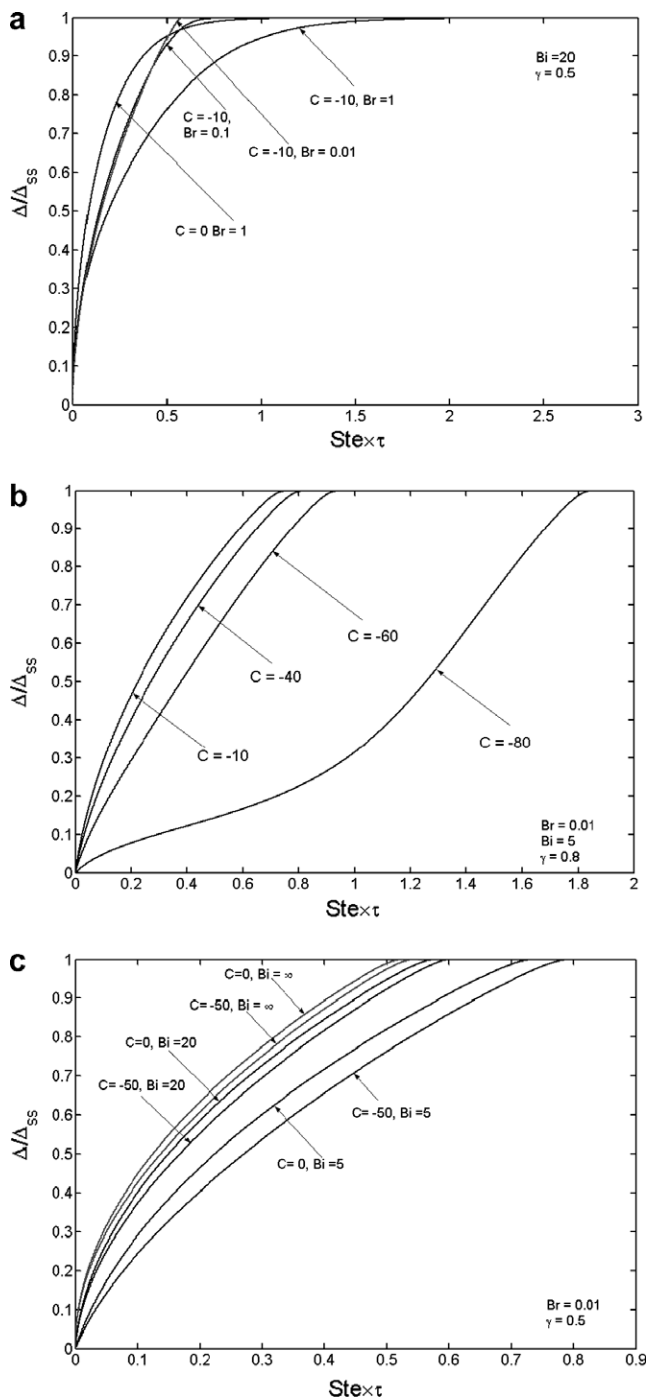 a
1
0.9
0.8
0.7
0.6
0.5
0.4
0.3
0.2
0.1
0
Δ/Δss
Bi =20
γ = 0.5
C = -10, Br =1
C = -10,
Br = 0.1
C = -10, Br = 0.01
C = 0 Br = 1
0 0.5 1 1.5 2 2.5 3
Ste×τ
b
1
0.9
0.8
0.7
0.6
0.5
0.4
0.3
0.2
0.1
0
Δ/Δss
C = -60
C = -40
C = -10
C = -80
Br = 0.01
Bi = 5
γ = 0.8
0 0.2 0.4 0.6 0.8 1 1.2 1.4 1.6 1.8 2
Ste×τ
c
1
0.9
0.8
0.7
0.6
0.5
0.4
0.3
0.2
0.1
0
Δ/Δss
C=0, Bi = ∞
C= -50, Bi = ∞
C=0, Bi =20
C= -50, Bi =20
C= -50, Bi =5
C= 0, Bi =5
Br = 0.01
γ = 0.5
0 0.1 0.2 0.3 0.4 0.5 0.6 0.7 0.8 0.9
Ste×τ